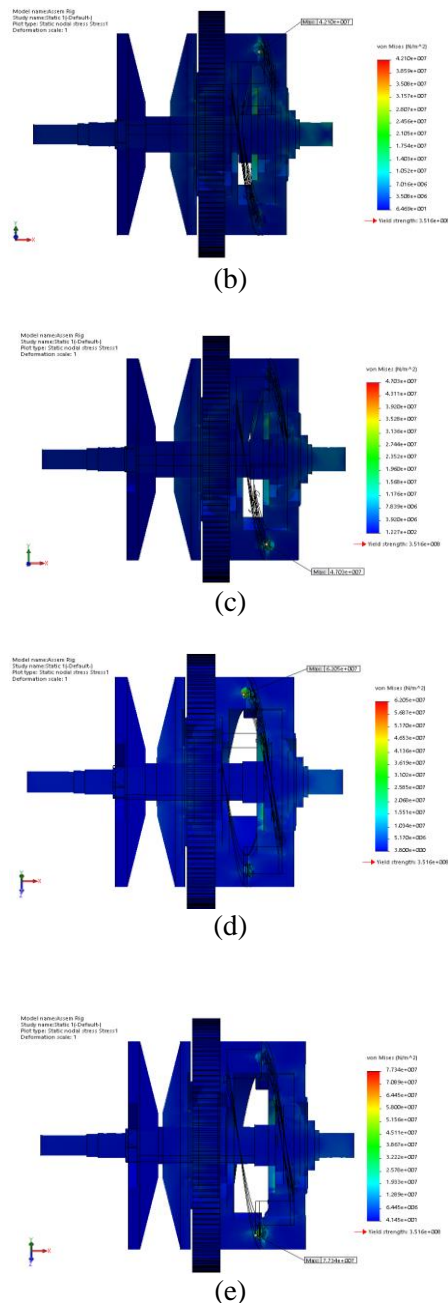 Model name:Assem Rig
Study name:Static 1(-Default-)
Plot type: Static nodal stress Stress1
Deformation scale: 1
Max: 4.210e+007
von Mises (N/m^2)
4.210e+007
3.859e+007
3.508e+007
3.157e+007
2.807e+007
2.456e+007
2.105e+007
1.754e+007
1.403e+007
1.052e+007
7.016e+006
3.508e+006
6.469e+001
Yield strength: 3.516e+008
X
(b)
Model name:Assem Rig
Study name:Static 1(-Default-)
Plot type: Static nodal stress Stress1
Deformation scale: 1
von Mises (N/m^2)
4.703e+007
4.311e+007
3.920e+007
3.528e+007
3.136e+007
2.744e+007
2.352e+007
1.960e+007
1.568e+007
1.176e+007
7.839e+006
3.920e+006
1.227e+002
Yield strength: 3.516e+008
X
Max: 4.703e+007
(c)
Model name:Assem Rig
Study name:Static 1(-Default-)
Plot type: Static nodal stress Stress1
Deformation scale: 1
Max: 6.205e+007
von Mises (N/m^2)
6.205e+007
5.687e+007
5.170e+007
4.653e+007
4.136e+007
3.619e+007
3.102e+007
2.585e+007
2.068e+007
1.551e+007
1.034e+007
5.170e+006
3.800e+000
Yield strength: 3.516e+008
X
(d)
Model name:Assem Rig
Study name:Static 1(-Default-)
Plot type: Static nodal stress Stress1
Deformation scale: 1
von Mises (N/m^2)
7.734e+007
7.089e+007
6.445e+007
5.800e+007
5.156e+007
4.511e+007
3.867e+007
3.222e+007
2.578e+007
1.933e+007
1.289e+007
6.445e+006
4.145e+001
Yield strength: 3.516e+008
X
Max: 7.734e+007
(e)